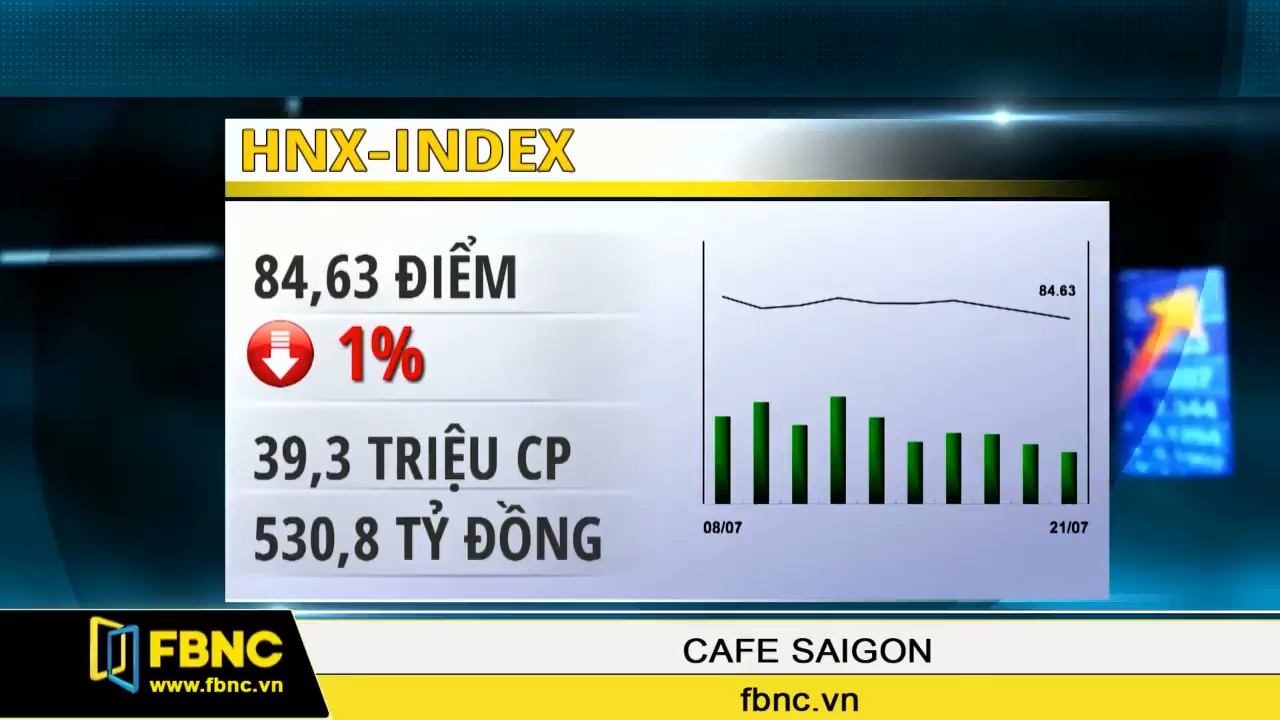 HNX-INDEX
84,63 ĐIỂM
1%
39,3 TRIỆU CP
530,8 TỶ ĐỒNG
84.63
08/07
21/07
FBNC
www.fbnc.vn
CAFE SAIGON
fbnc.vn